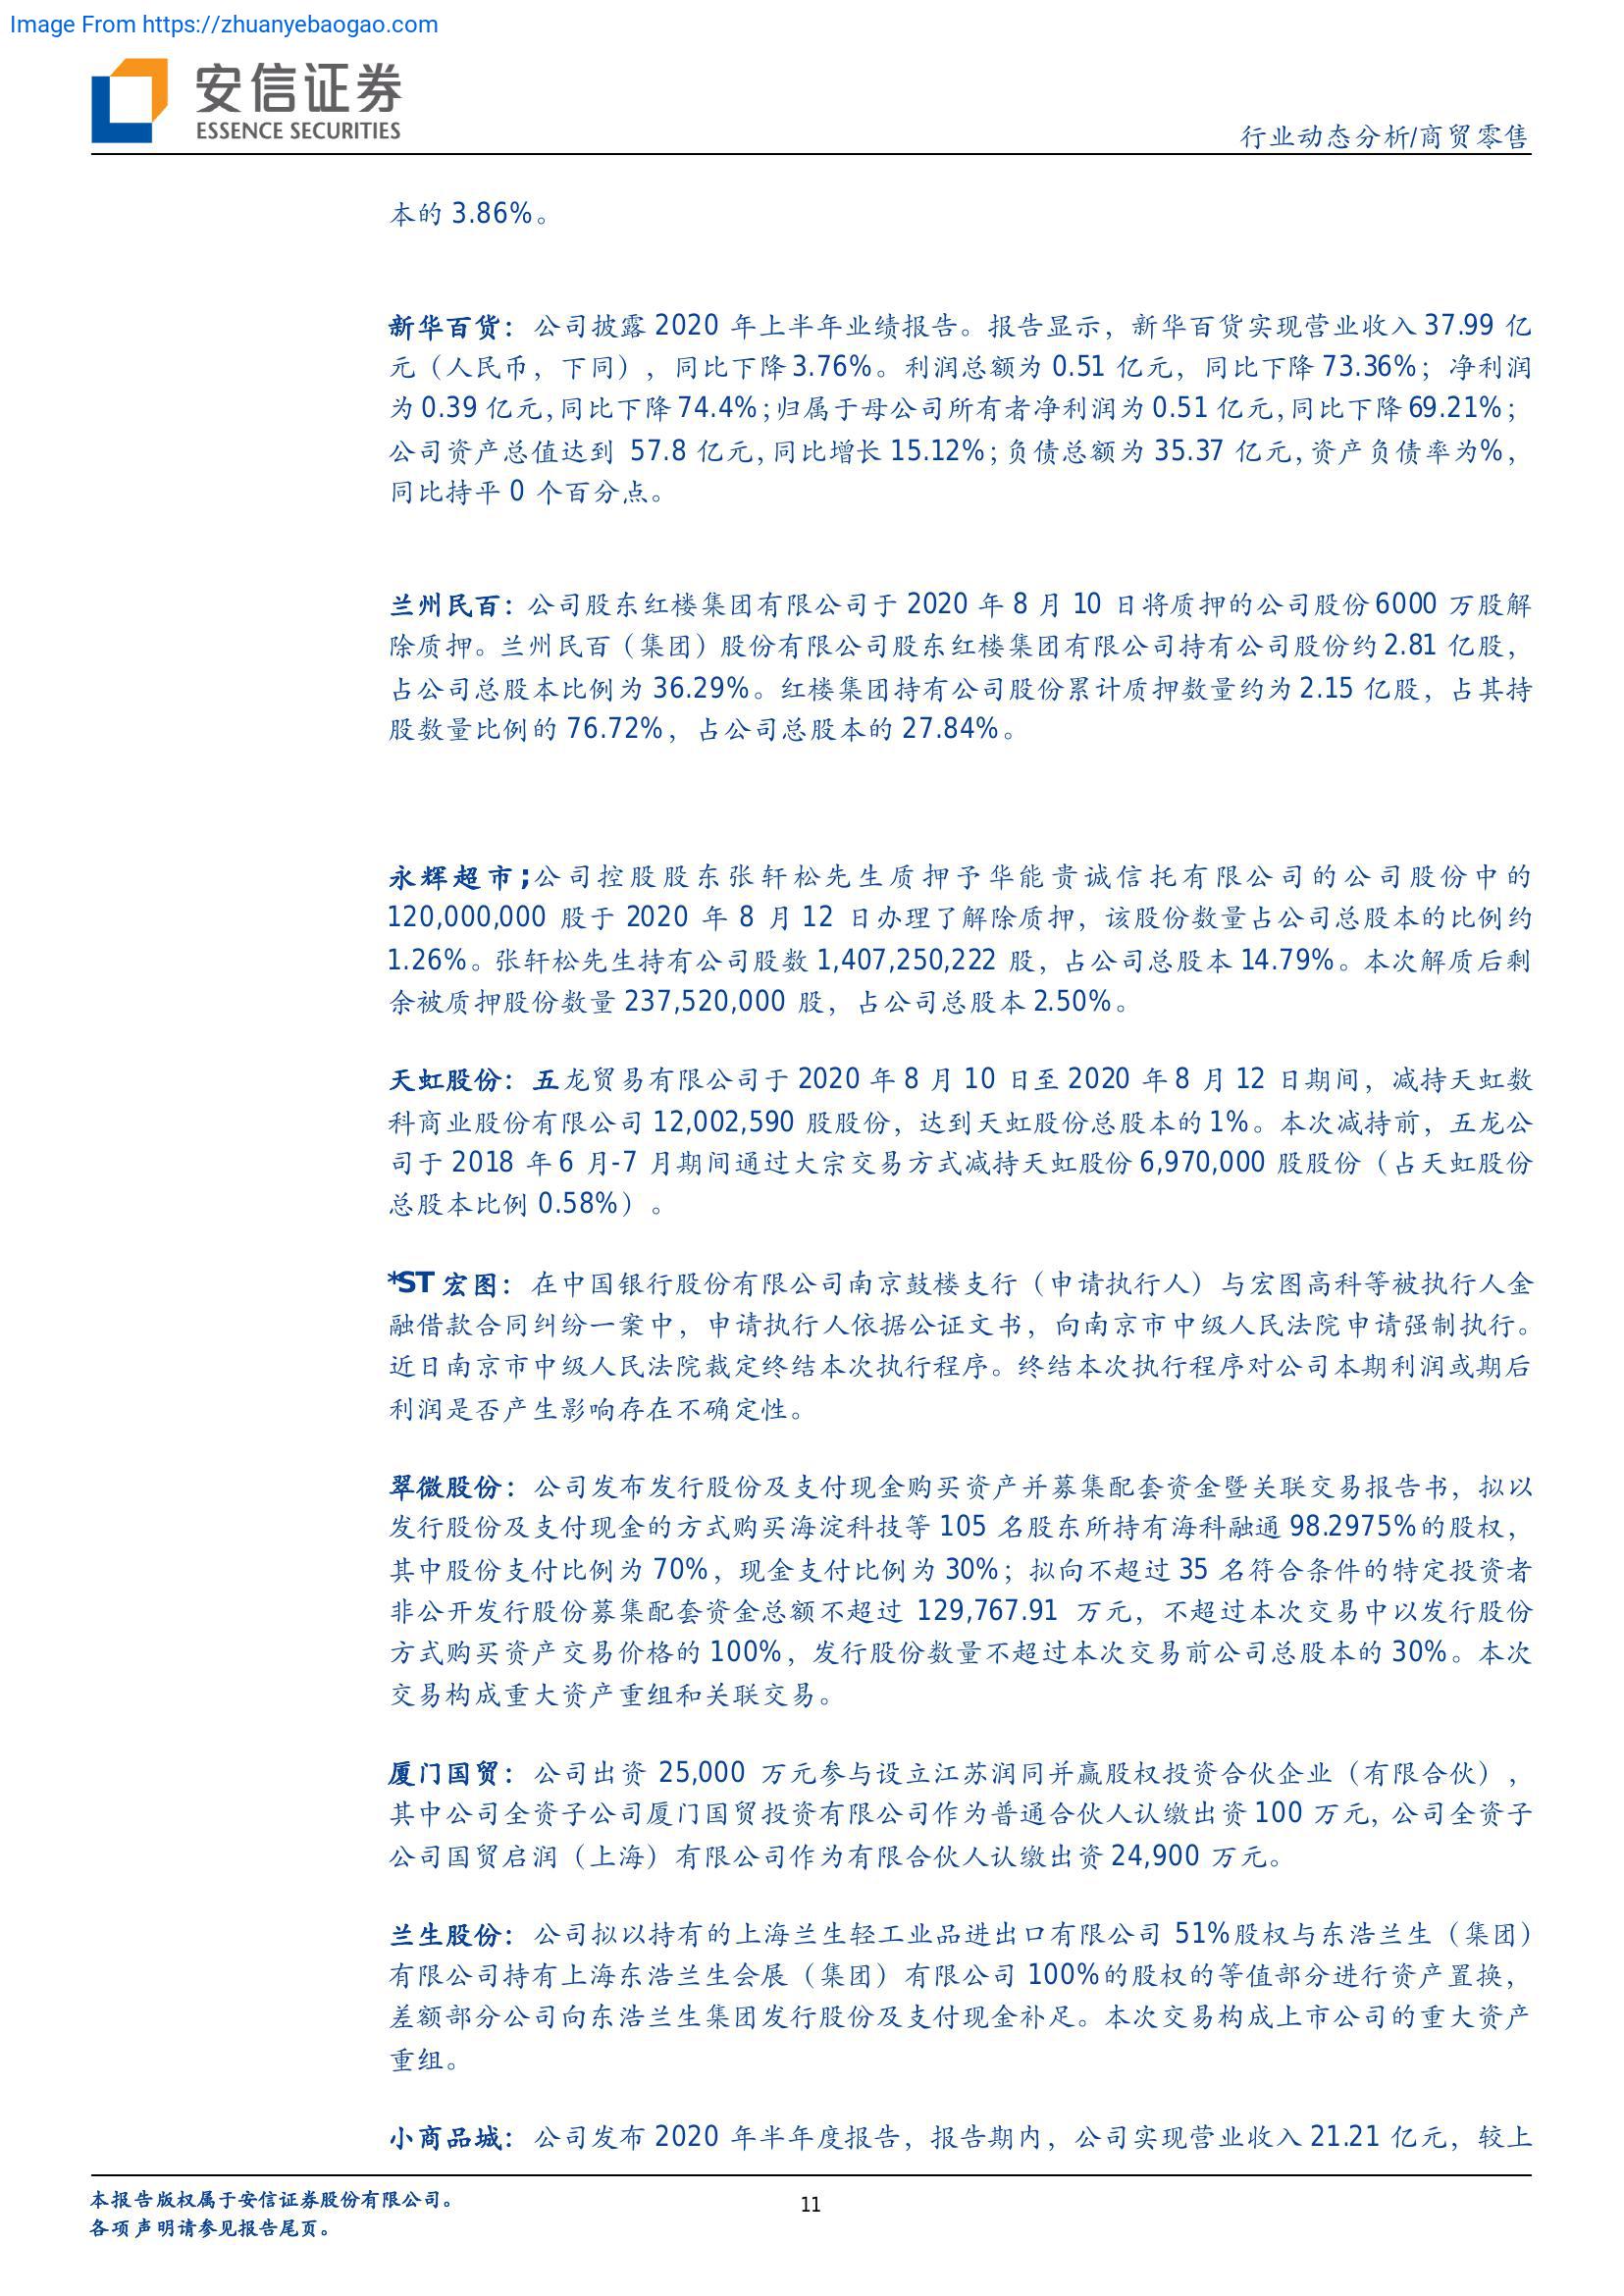 Image From https://zhuanyebaogao.com
安信证券
ESSENCE SECURITIES
行业动态分析/商贸零售
本的 3.86%。
新华百货：公司披露 2020 年上半年业绩报告。报告显示，新华百货实现营业收入 37.99 亿
元（人民币，下同），同比下降 3.76%。利润总额为 0.51 亿元，同比下降 73.36%；净利润
为 0.39 亿元，同比下降 74.4%；归属于母公司所有者净利润为 0.51 亿元，同比下降 69.21%；
公司资产总值达到 57.8 亿元，同比增长 15.12%；负债总额为 35.37 亿元，资产负债率为%，
同比持平 0 个百分点。
兰州民百：公司股东红楼集团有限公司于 2020 年 8 月 10 日将质押的公司股份 6000 万股解
除质押。兰州民百（集团）股份有限公司股东红楼集团有限公司持有公司股份约 2.81 亿股，
占公司总股本比例为 36.29%。红楼集团持有公司股份累计质押数量约为 2.15 亿股，占其持
股数量比例的 76.72%，占公司总股本的 27.84%。
永辉超市；公司控股股东张轩松先生质押予华能贵诚信托有限公司的公司股份中的
120,000,000 股于 2020 年 8 月 12 日办理了解除质押，该股份数量占公司总股本的比例约
1.26%。张轩松先生持有公司股数 1,407,250,222 股，占公司总股本 14.79%。本次解质后剩
余被质押股份数量 237,520,000 股，占公司总股本 2.50%。
天虹股份：五龙贸易有限公司于 2020 年 8 月 10 日至 2020 年 8 月 12 日期间，减持天虹数
科商业股份有限公司 12,002,590 股股份，达到天虹股份总股本的 1%。本次减持前，五龙公
司于 2018 年 6 月-7 月期间通过大宗交易方式减持天虹股份 6,970,000 股股份（占天虹股份
总股本比例 0.58%）。
*ST 宏图：在中国银行股份有限公司南京鼓楼支行（申请执行人）与宏图高科等被执行人金
融借款合同纠纷一案中，申请执行人依据公证文书，向南京市中级人民法院申请强制执行。
近日南京市中级人民法院裁定终结本次执行程序。终结本次执行程序对公司本期利润或期后
利润是否产生影响存在不确定性。
翠微股份：公司发布发行股份及支付现金购买资产并募集配套资金暨关联交易报告书，拟以
发行股份及支付现金的方式购买海淀科技等 105 名股东所持有海科融通 98.2975%的股权，
其中股份支付比例为 70%，现金支付比例为 30%；拟向不超过 35 名符合条件的特定投资者
非公开发行股份募集配套资金总额不超过 129,767.91 万元，不超过本次交易中以发行股份
方式购买资产交易价格的 100%，发行股份数量不超过本次交易前公司总股本的 30%。本次
交易构成重大资产重组和关联交易。
厦门国贸：公司出资 25,000 万元参与设立江苏润同并赢股权投资合伙企业（有限合伙），
其中公司全资子公司厦门国贸投资有限公司作为普通合伙人认缴出资 100 万元，公司全资子
公司国贸启润（上海）有限公司作为有限合伙人认缴出资 24,900 万元。
兰生股份：公司拟以持有的上海兰生轻工业品进出口有限公司 51%股权与东浩兰生（集团）
有限公司持有上海东浩兰生会展（集团）有限公司 100%的股权的等值部分进行资产置换，
差额部分公司向东浩兰生集团发行股份及支付现金补足。本次交易构成上市公司的重大资产
重组。
小商品城：公司发布 2020 年半年度报告，报告期内，公司实现营业收入 21.21 亿元，较上
本报告版权属于安信证券股份有限公司。
各项声明请参见报告尾页。
11